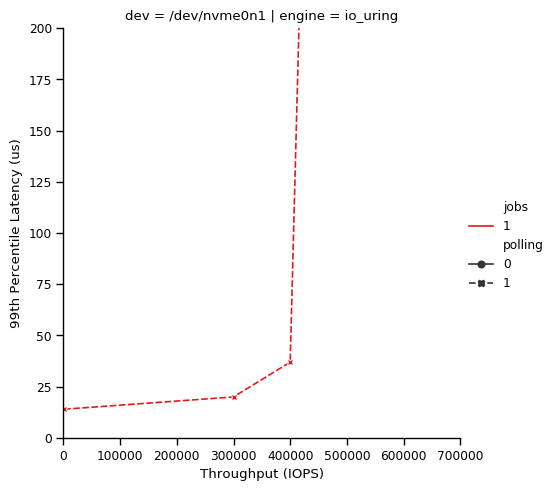 dev = /dev/nvme0n1 | engine = io_uring
200
175
150
125
100
75
50
25
0
99th Percentile Latency (us)
0 100000 200000 300000 400000 500000 600000 700000
Throughput (IOPS)
jobs
1
polling
0
1